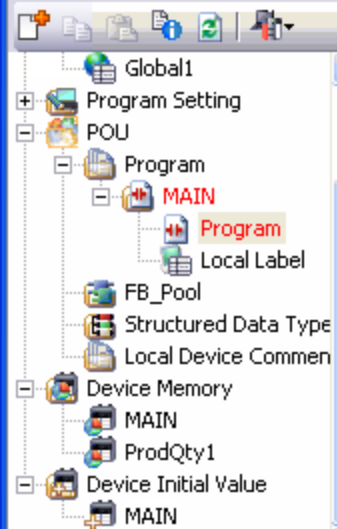 Global1
Program Setting
POU
Program
MAIN
Program
Local Label
FB_Pool
Structured Data Type
Local Device Commen
Device Memory
MAIN
ProdQty1
Device Initial Value
MAIN